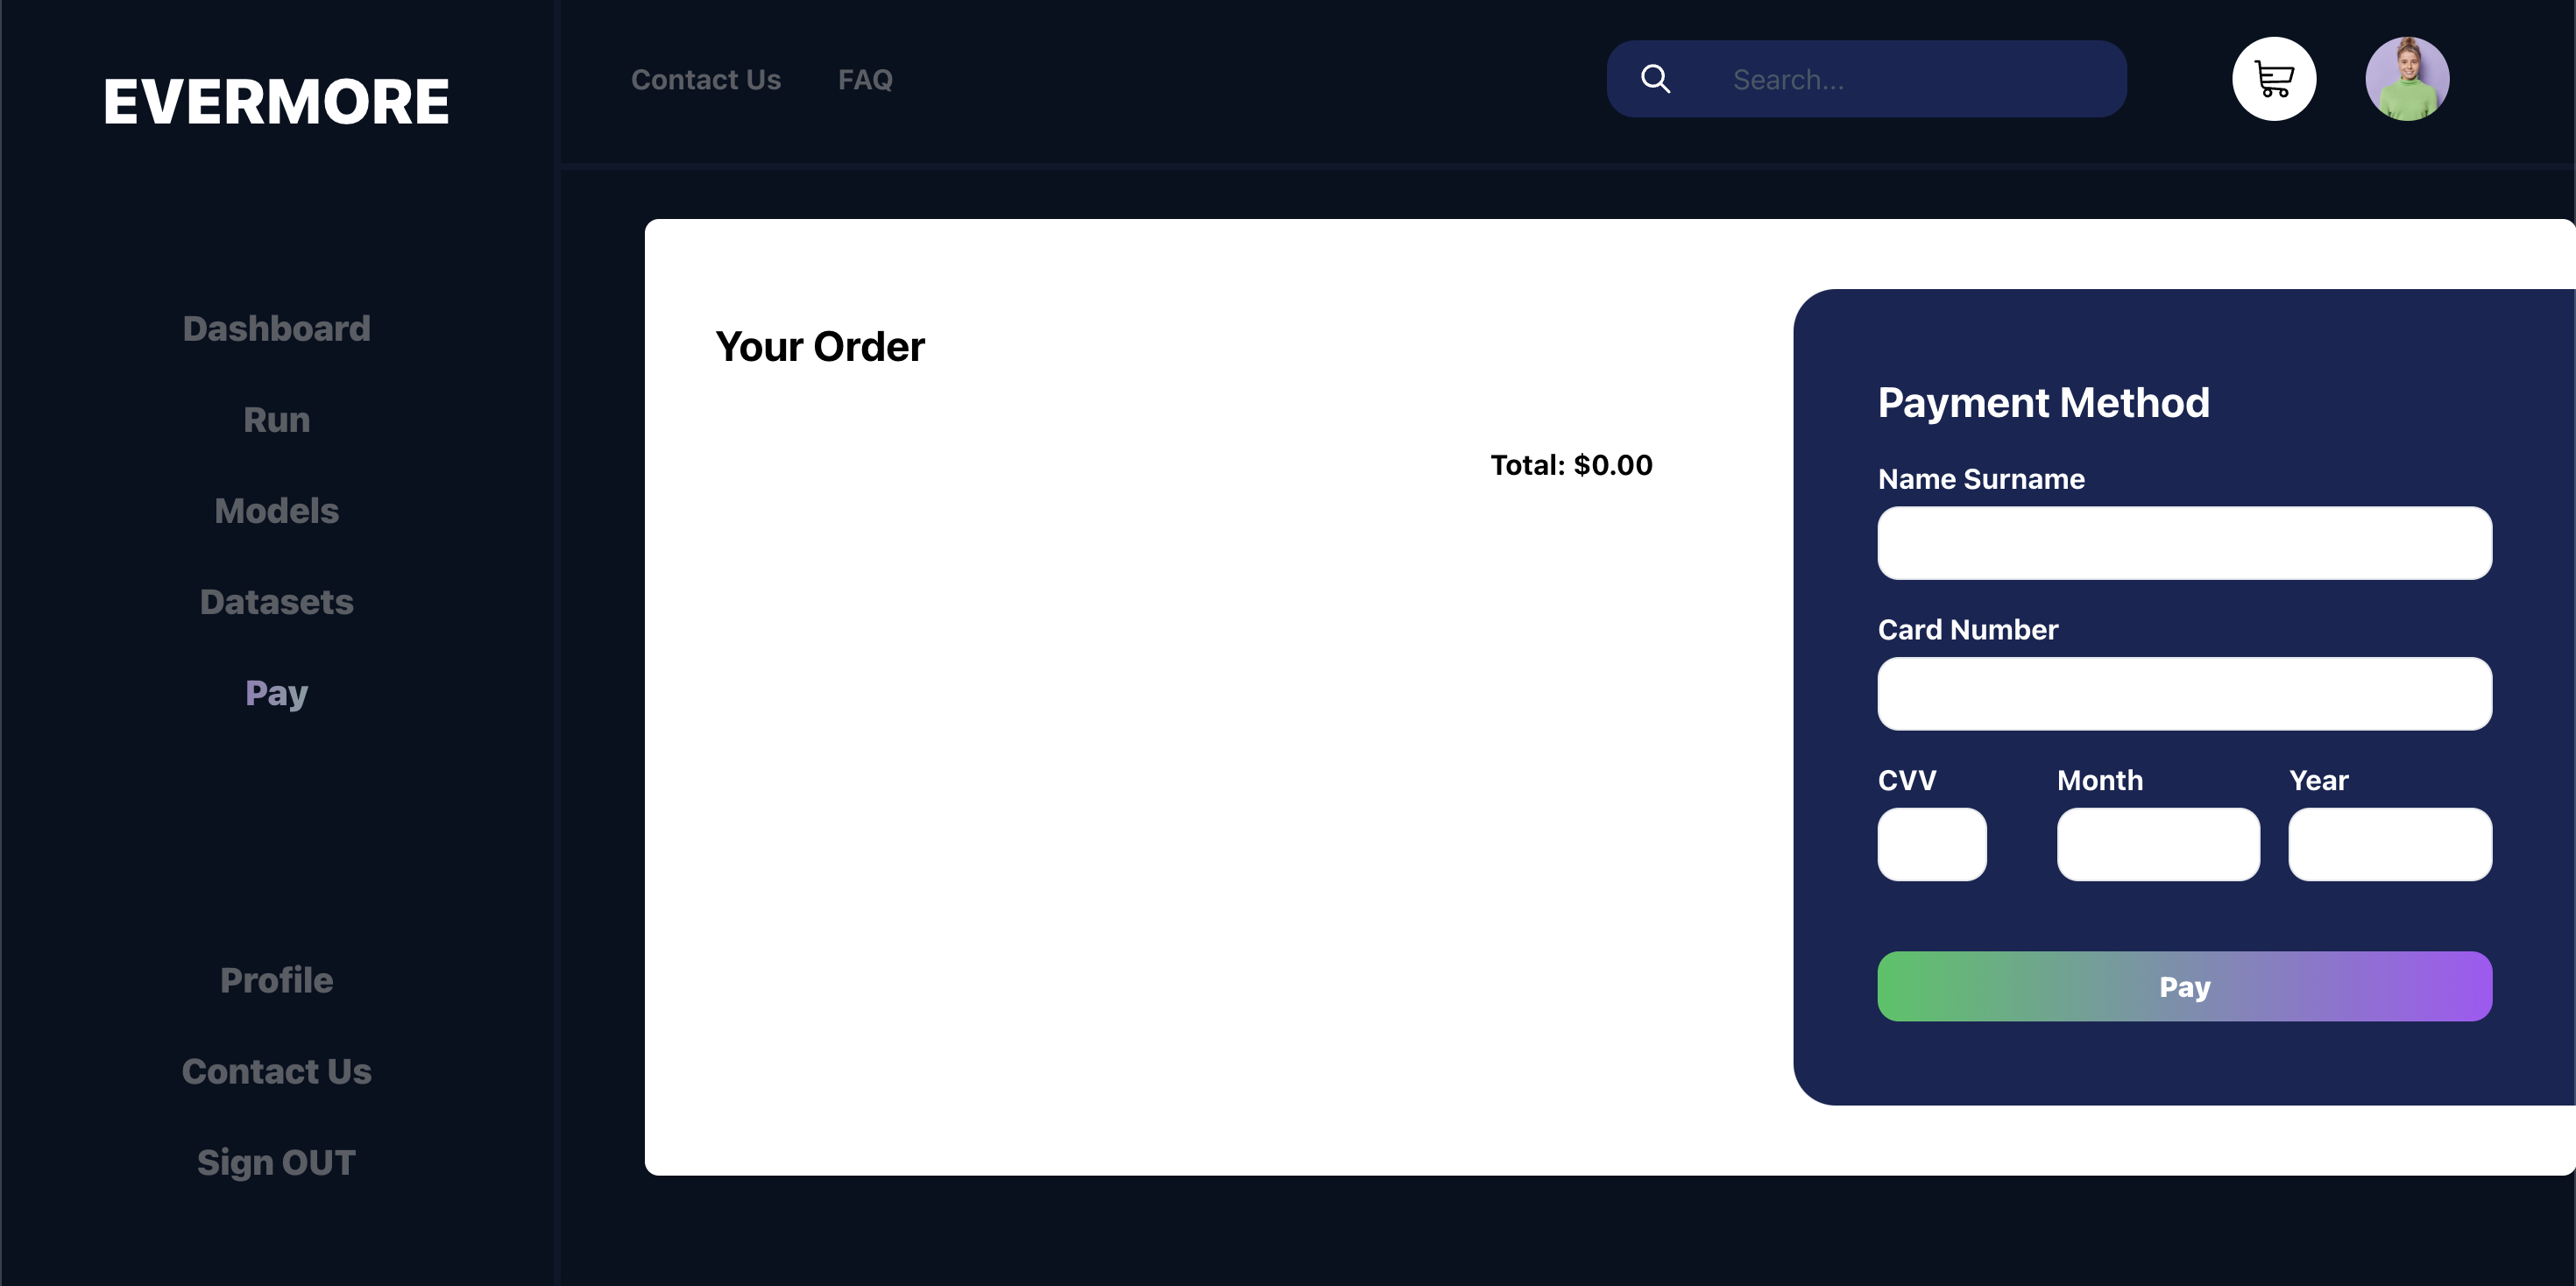 EVERMORE
Contact Us
FAQ
Search...
Dashboard
Run
Models
Datasets
Pay
Profile
Contact Us
Sign OUT
Your Order
Total: $0.00
Payment Method
Name Surname
Card Number
CVV
Month
Year
Pay